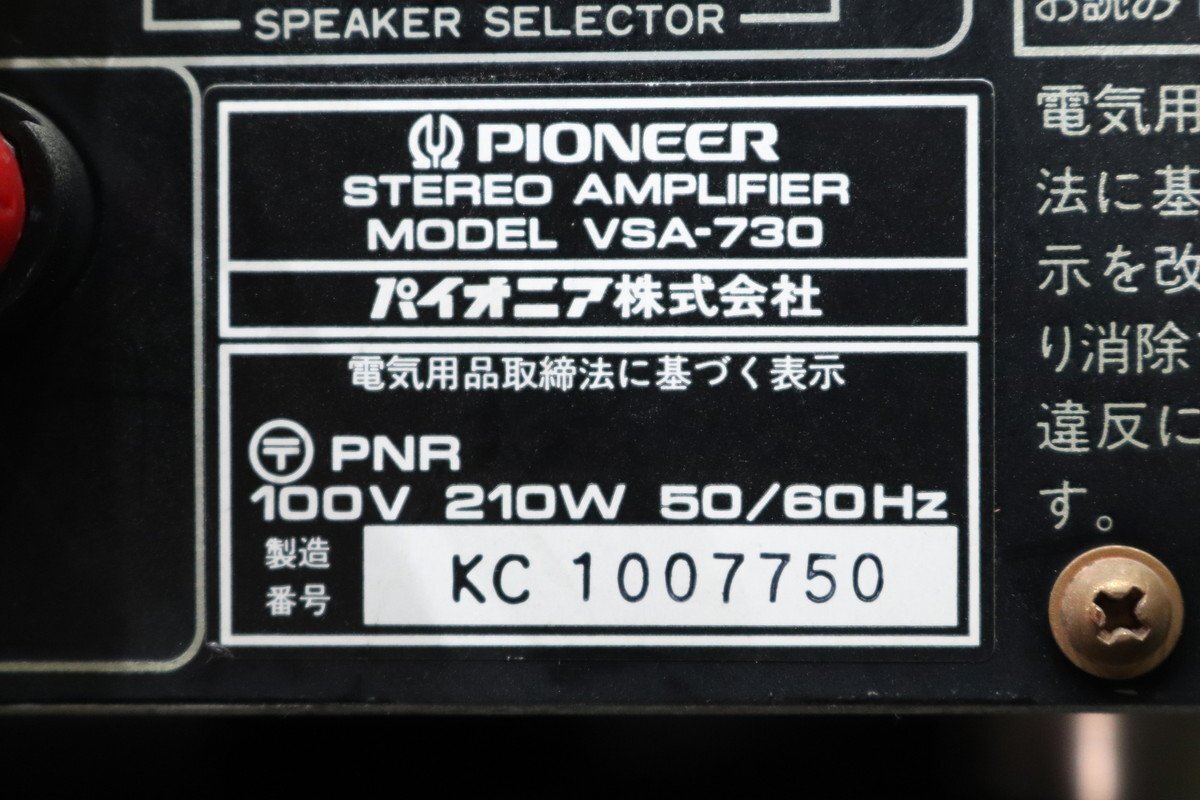 SPEAKER SELECTOR
PIONEER
STEREO AMPLIFIER
MODEL VSA-730
パイオニア株式会社
電気用品取締法に基づく表示
〒 PNR
100V 210W 50/60Hz
製造
番号
KC 1007750
お読み
電気用
法に基
示を改
り消除
違反に
す。